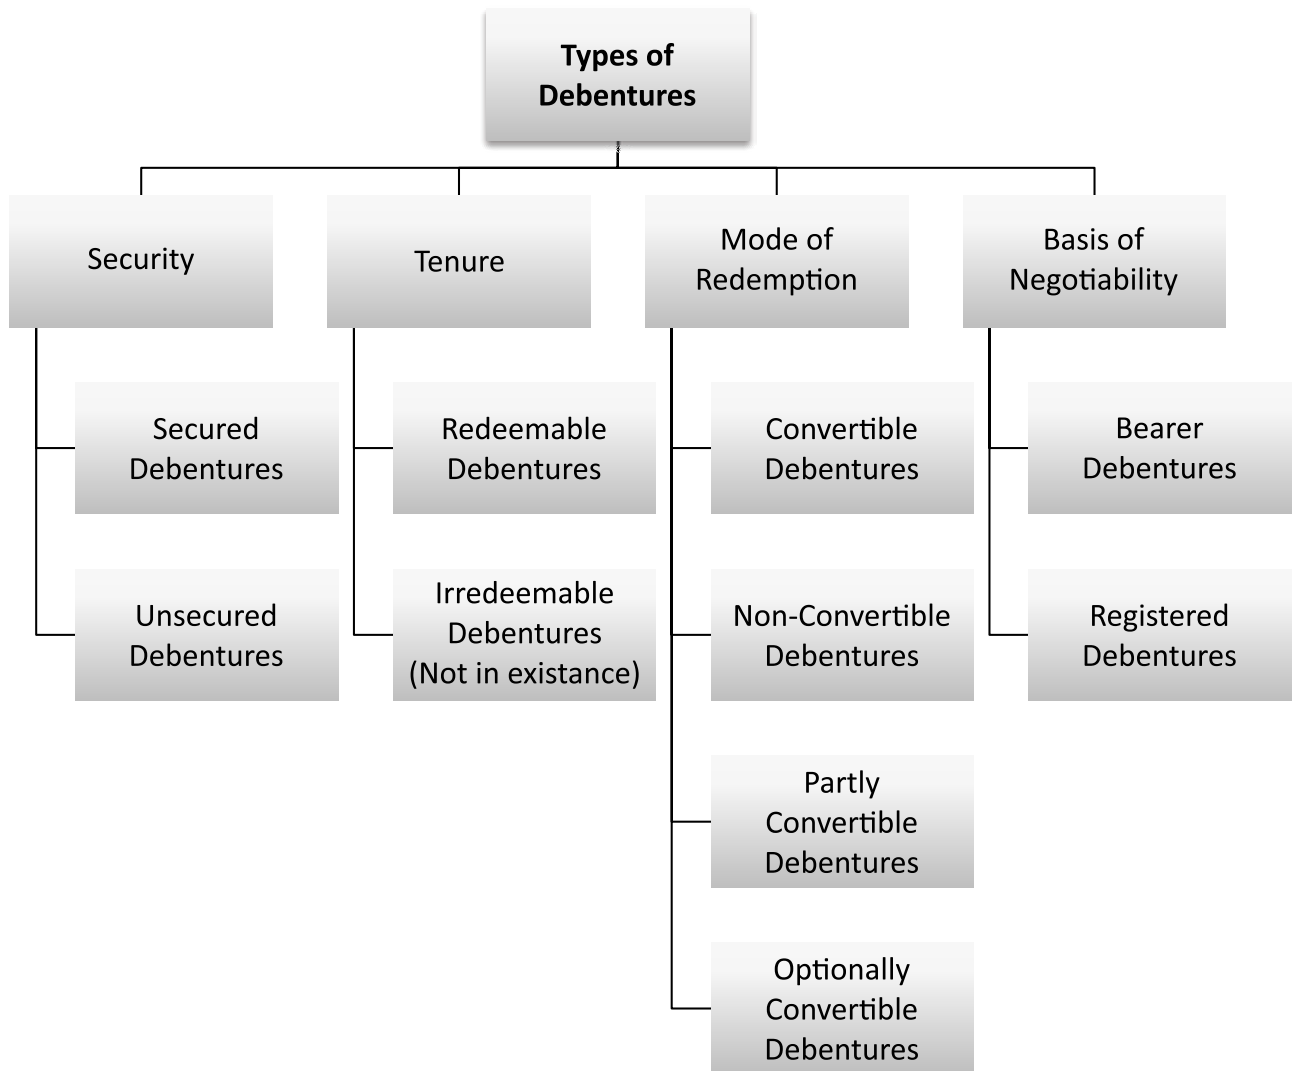 Types of
Debentures
Security
Tenure
Mode of
Redemption
Basis of
Negotiability
Secured
Debentures
Redeemable
Debentures
Convertible
Debentures
Bearer
Debentures
Unsecured
Debentures
Irredeemable
Debentures
(Not in existance)
Non-Convertible
Debentures
Registered
Debentures
Partly
Convertible
Debentures
Optionally
Convertible
Debentures